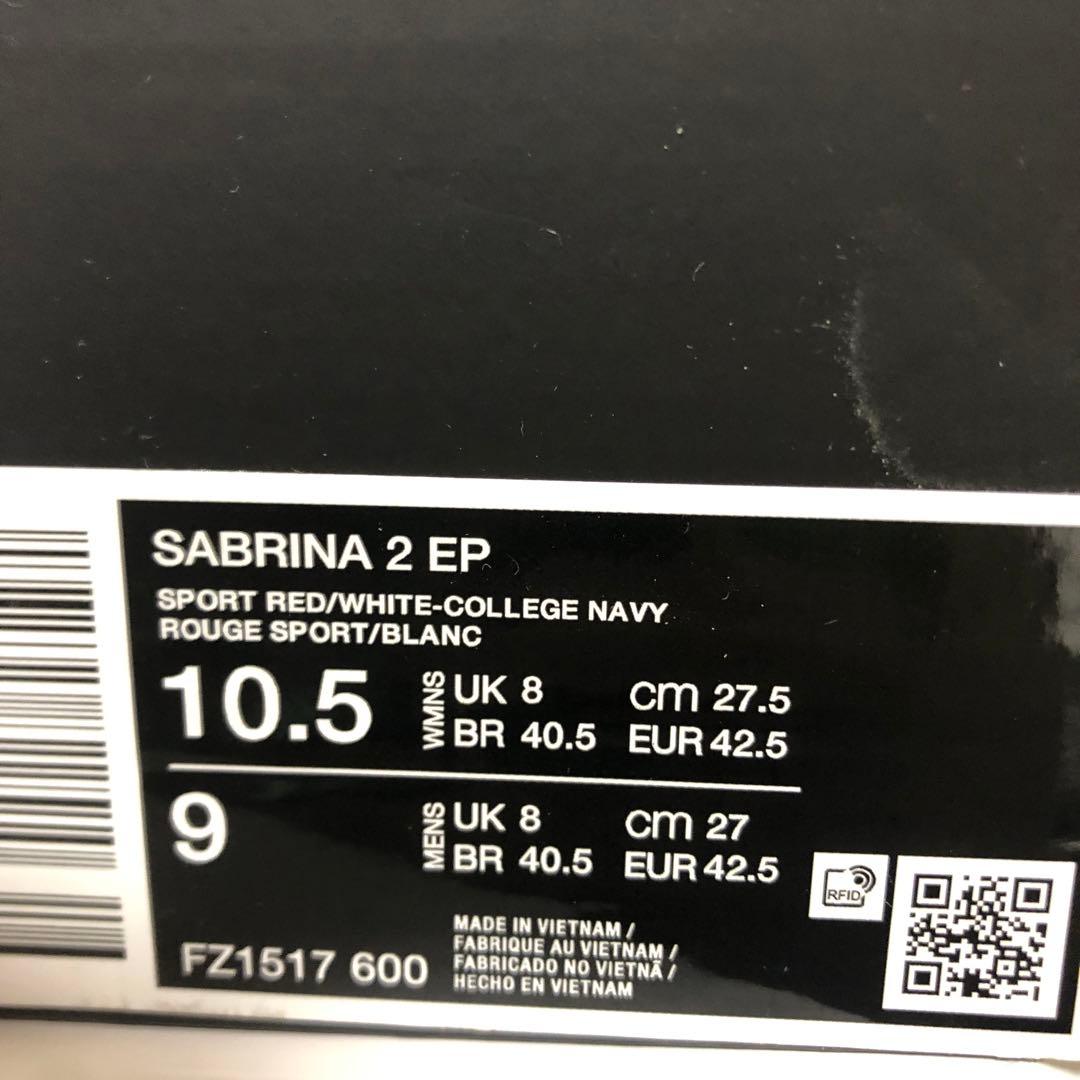 SABRINA 2 EP
SPORT RED/WHITE-COLLEGE NAVY
ROUGE SPORT/BLANC
10.5 WMNS UK 8 cm 27.5
BR 40.5 EUR 42.5
9 MENS UK 8 cm 27
BR 40.5 EUR 42.5
RFID
FZ1517 600
MADE IN VIETNAM /
FABRIQUE AU VIETNAM /
FABRICADO NO VIETNÃ /
HECHO EN VIETNAM